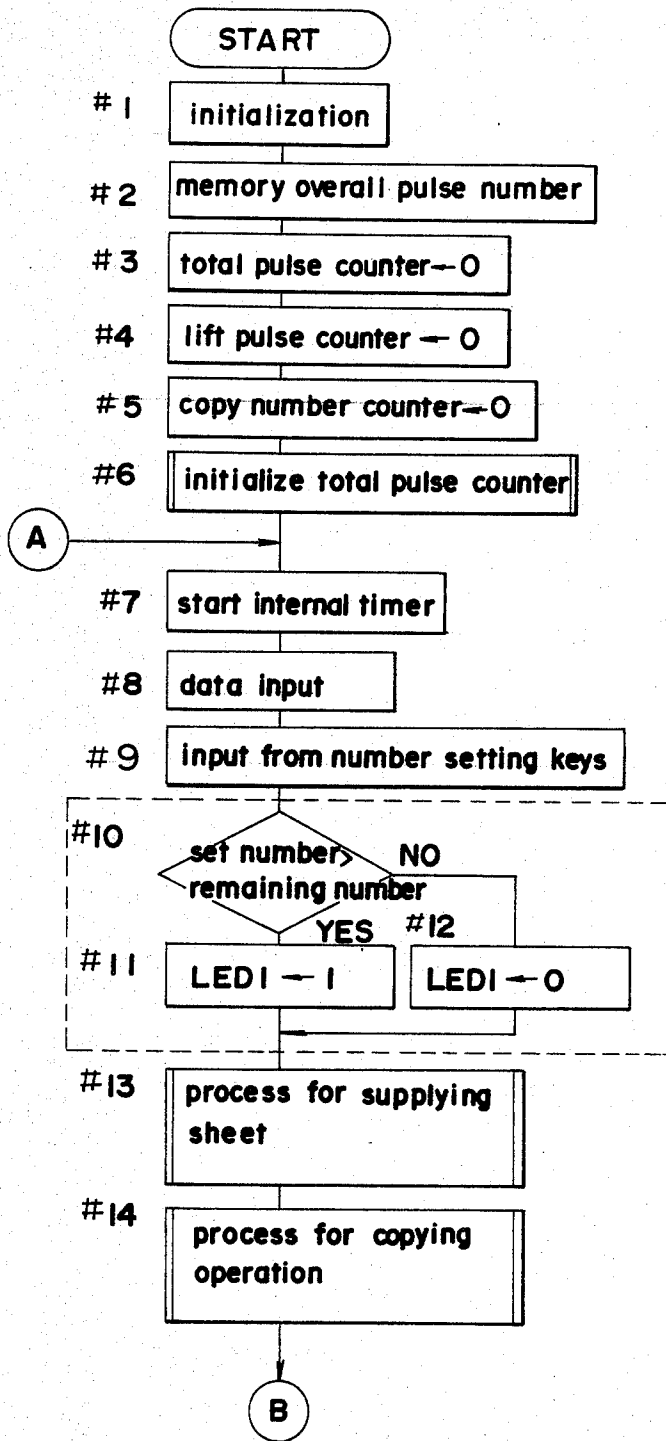 START
#1 initialization
#2 memory overall pulse number
#3 total pulse counter←0
#4 lift pulse counter ← 0
#5 copy number counter←0
#6 initialize total pulse counter
A
#7 start internal timer
#8 data input
#9 input from number setting keys
#10
set number> NO
remaining number
YES #12
#11 LED1 ← 1 LED1 ← 0
#13 process for supplying
sheet
#14 process for copying
operation
B